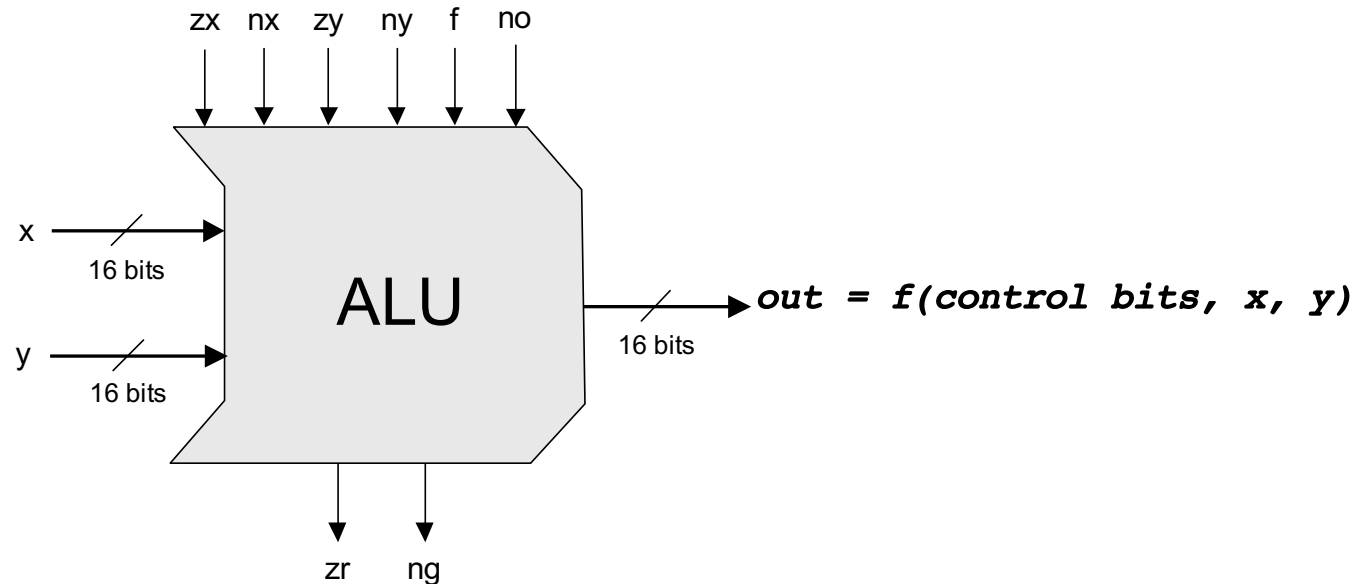 zx nx zy ny f no
x
16 bits
ALU
out = f(control bits, x, y)
16 bits
y
16 bits
zr ng